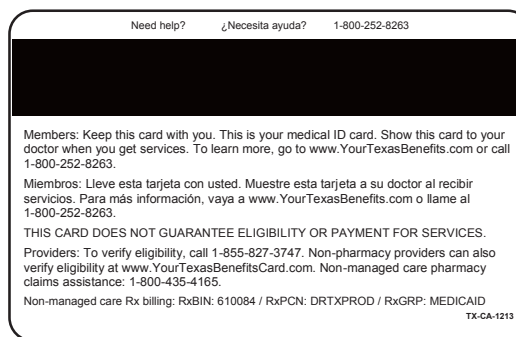 Need help? ¿Necesita ayuda? 1-800-252-8263
Members: Keep this card with you. This is your medical ID card. Show this card to your
doctor when you get services. To learn more, go to www.YourTexasBenefits.com or call
1-800-252-8263.
Miembros: Lleve esta tarjeta con usted. Muestre esta tarjeta a su doctor al recibir
servicios. Para más información, vaya a www.YourTexasBenefits.com o llame al
1-800-252-8263.
THIS CARD DOES NOT GUARANTEE ELIGIBILITY OR PAYMENT FOR SERVICES.
Providers: To verify eligibility, call 1-855-827-3747. Non-pharmacy providers can also
verify eligibility at www.YourTexasBenefitsCard.com. Non-managed care pharmacy
claims assistance: 1-800-435-4165.
Non-managed care Rx billing: RxBIN: 610084 / RxPCN: DRTXPROD / RxGRP: MEDICAID
TX-CA-1213